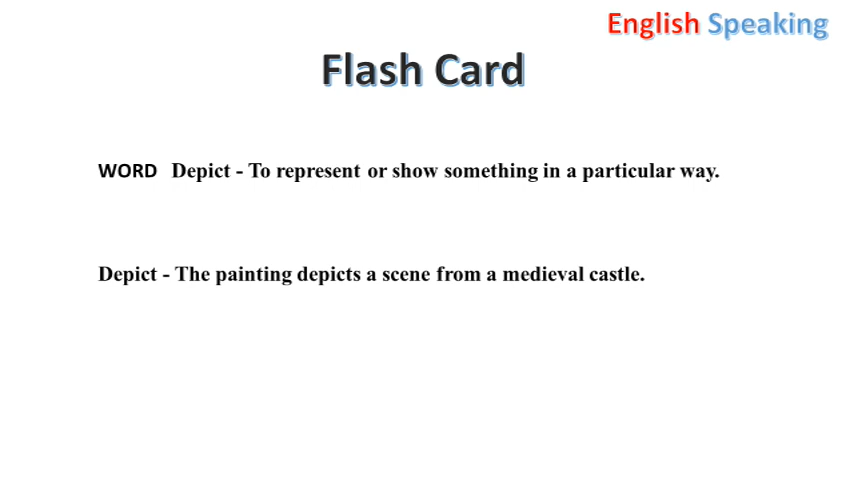 English Speaking
Flash Card
WORD Depict - To represent or show something in a particular way.
Depict - The painting depicts a scene from a medieval castle.